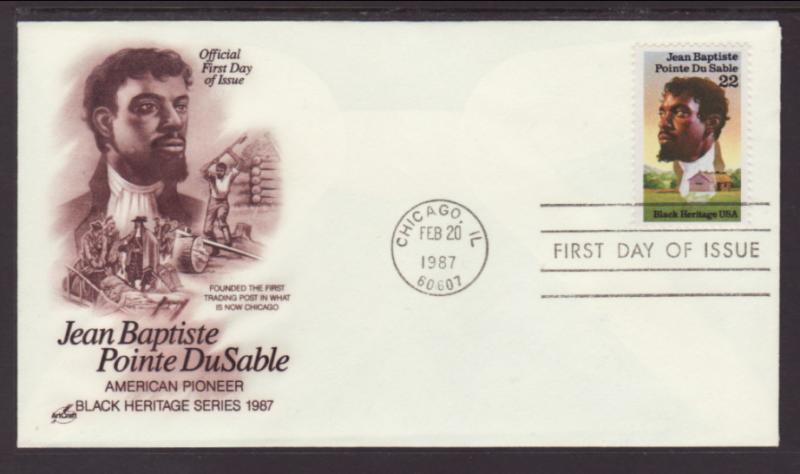 Official
First Day
of Issue
FOUNDED THE FIRST
TRADING POST IN WHAT
IS NOW CHICAGO
Jean Baptiste
Pointe DuSable
AMERICAN PIONEER
BLACK HERITAGE SERIES 1987
ArtCraft
CHICAGO, IL
FEB 20
1987
60607
Jean Baptiste
Pointe Du Sable
22
Black Heritage USA
FIRST DAY OF ISSUE